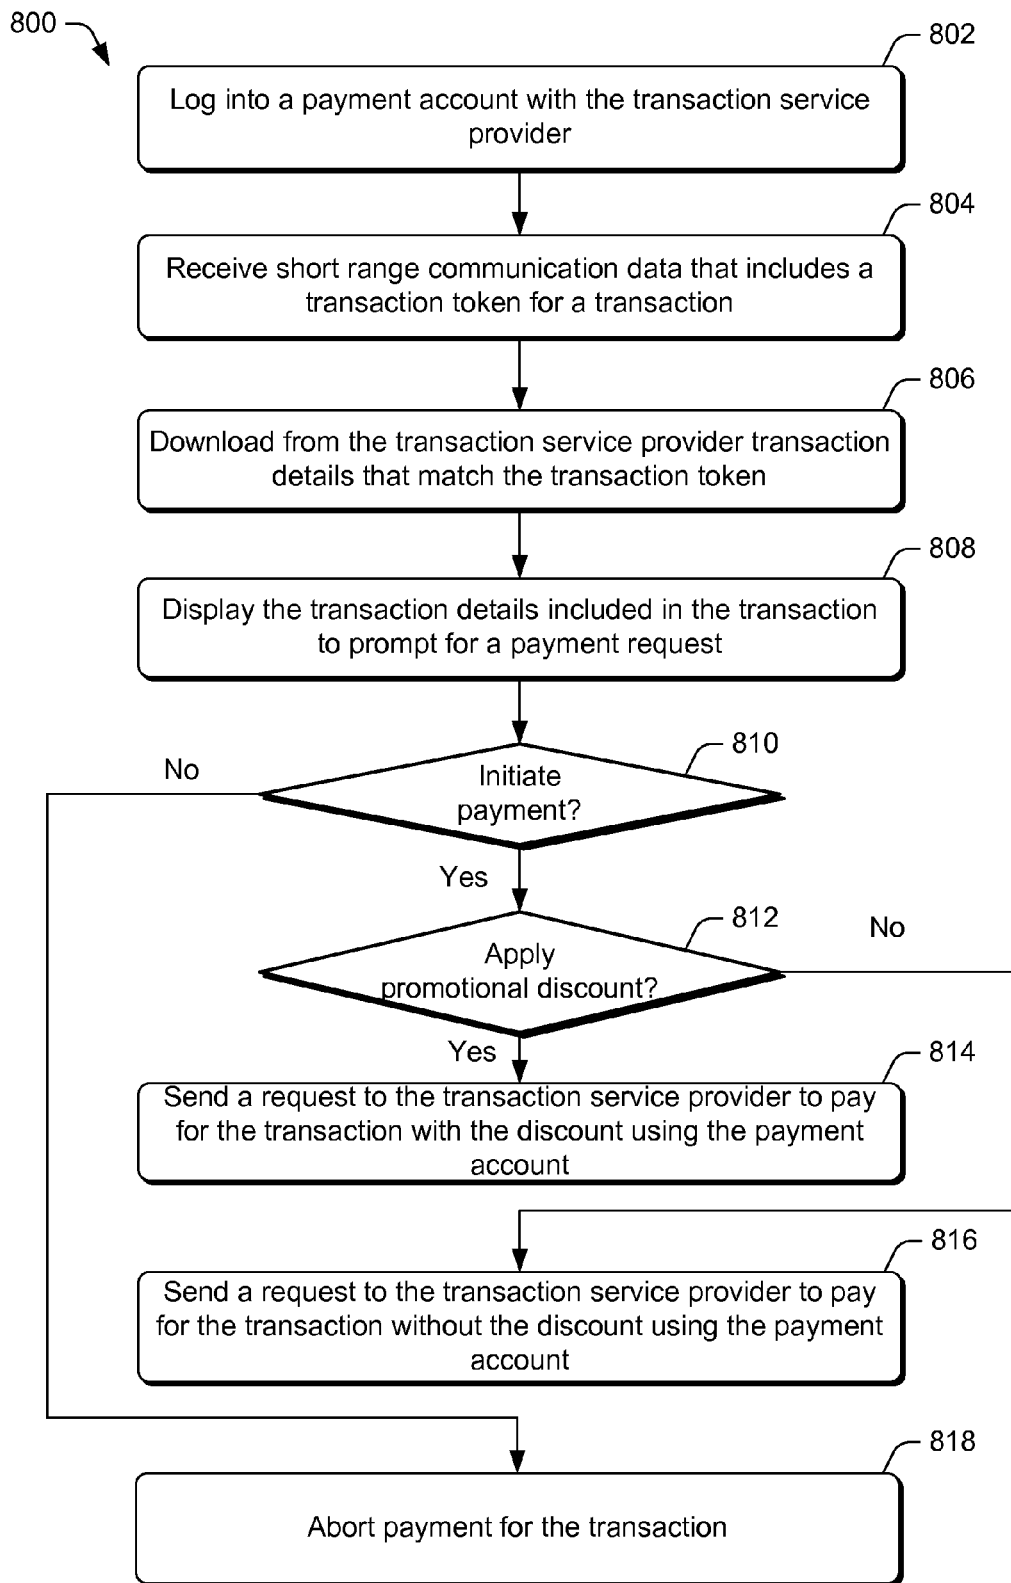 800
802
Log into a payment account with the transaction service
provider
804
Receive short range communication data that includes a
transaction token for a transaction
806
Download from the transaction service provider transaction
details that match the transaction token
808
Display the transaction details included in the transaction
to prompt for a payment request
810
No
Initiate
payment?
Yes
812
No
Apply
promotional discount?
Yes
814
Send a request to the transaction service provider to pay
for the transaction with the discount using the payment
account
816
Send a request to the transaction service provider to pay
for the transaction without the discount using the payment
account
818
Abort payment for the transaction